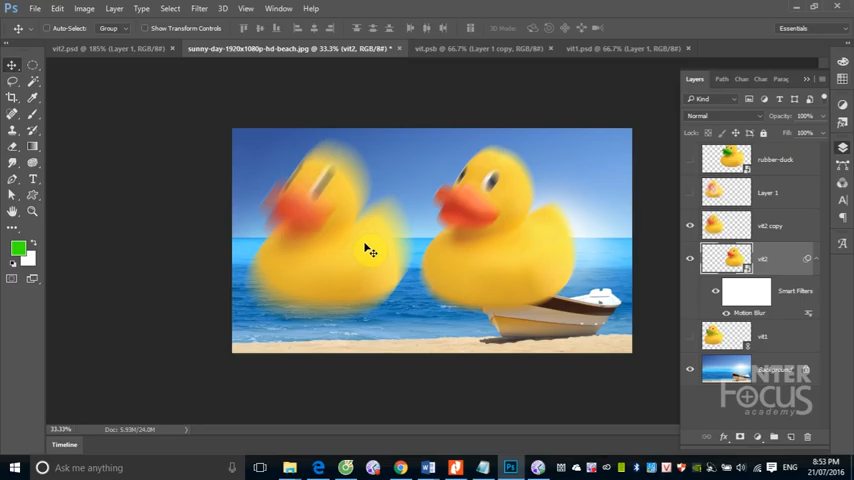 Ps File Edit Image Layer Type Select Filter 3D View Window Help
Auto-Select: Group Show Transform Controls 3D Mode: Essentials
vit2.psd @ 185% (Layer 1, RGB/8#) × sunny-day-1920x1080p-hd-beach.jpg @ 33.3% (vit2, RGB/8#) * × vit.psb @ 66.7% (Layer 1 copy, RGB/8#) × vit1.psd @ 66.7% (Layer 1, RGB/8#) ×
Layers Path Chan Char Parag
Kind
Normal Opacity: 100%
Lock: Fill: 100%
rubber-duck
Layer 1
vit2 copy
vit2
Smart Filters
Motion Blur
vit1
Background
FOCUS
academy
33.33% Doc: 5.93M/24.0M
Timeline
Ask me anything
ENG
8:53 PM
21/07/2016